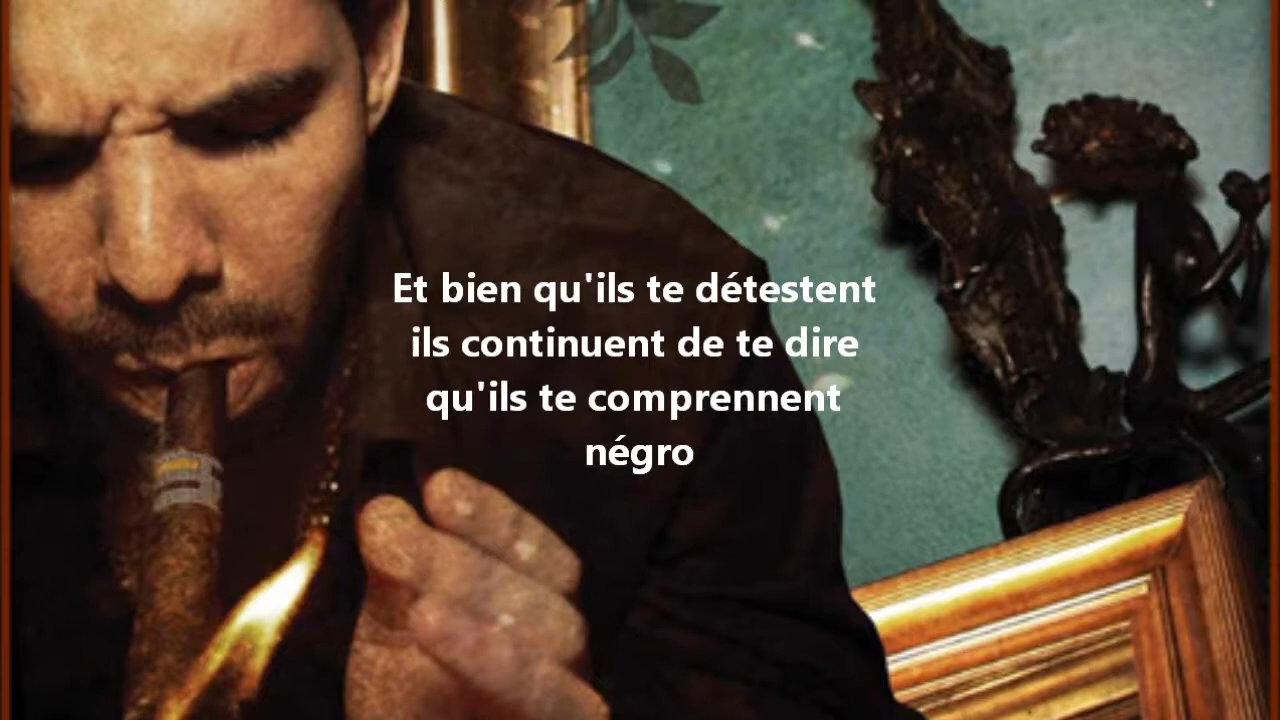 Et bien qu'ils te détestent
ils continuent de te dire
qu'ils te comprennent
négro